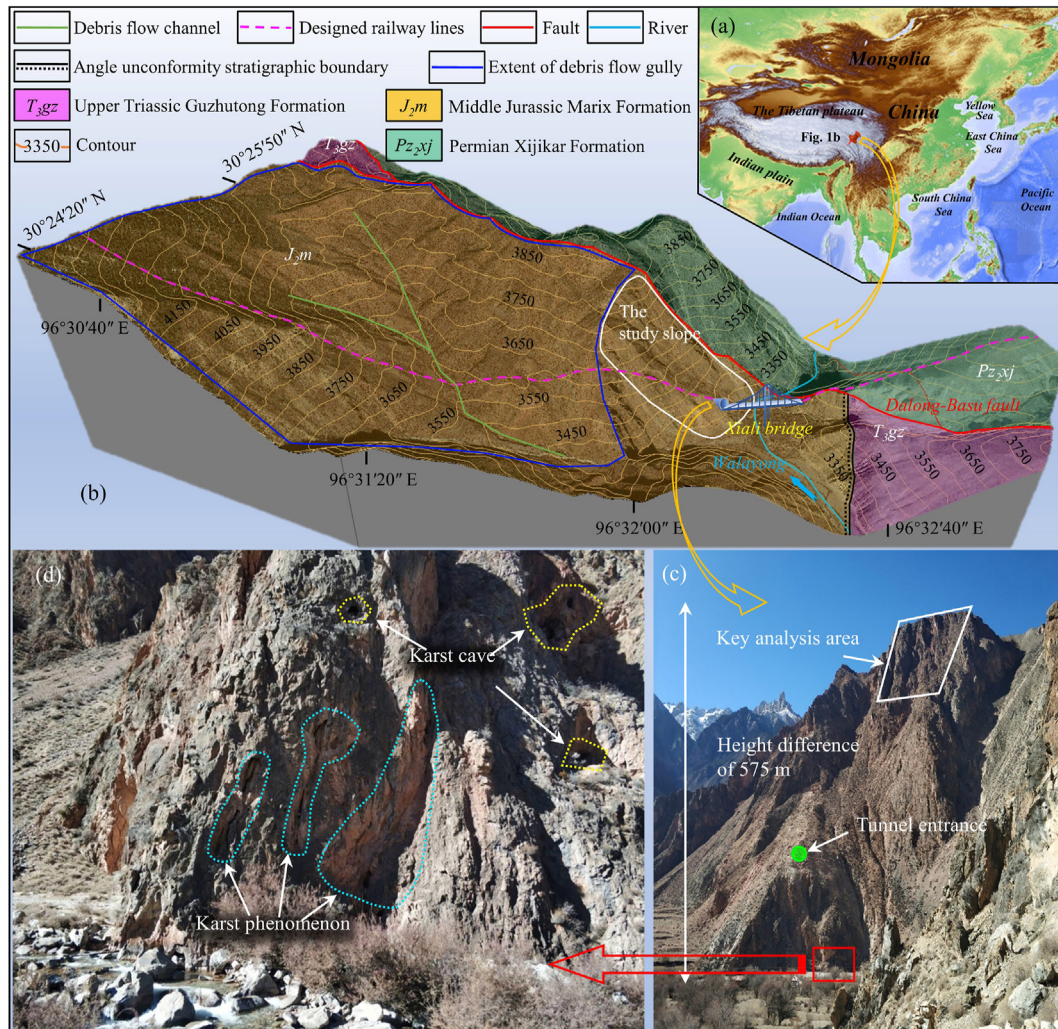 Debris flow channel
Designed railway lines
Fault
River
Angle unconformity stratigraphic boundary
Extent of debris flow gully
T3gz
Upper Triassic Guzhutong Formation
J2m
Middle Jurassic Marix Formation
3350
Contour
Pz2xj
Permian Xijikar Formation
(a)
Mongolia
The Tibetan plateau
China
Yellow
Sea
Fig. 1b
East China
Sea
Indian plain
South China
Sea
Pacific
Ocean
Indian Ocean
30°25′50″ N
T3gz
30°24′20″ N
J2m
3850
3750
3650
3550
3450
4150
4050
3950
3850
3750
3650
3550
3450
The
study slope
3850
3750
3650
3550
3450
3350
Pz2xj
Dalong-Basu fault
Xiali bridge
T3gz
Walayong
3350
3450
3550
3650
3750
96°30′40″ E
96°31′20″ E
96°32′00″ E
96°32′40″ E
(b)
(d)
Karst cave
Karst phenomenon
(c)
Key analysis area
Height difference
of 575 m
Tunnel entrance